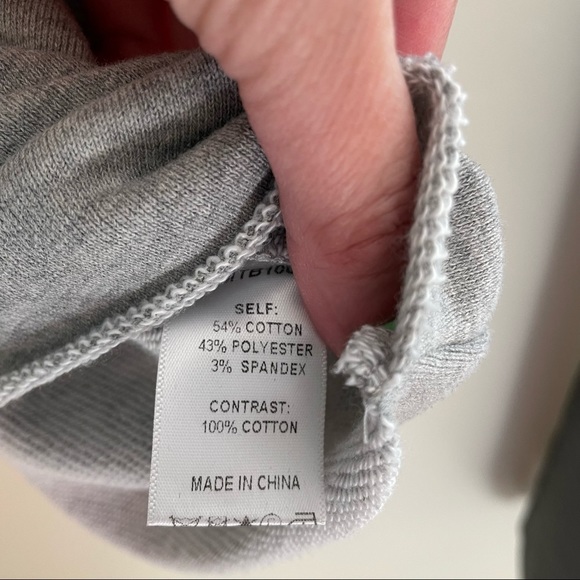 SELF:
54% COTTON
43% POLYESTER
3% SPANDEX
CONTRAST:
100% COTTON
MADE IN CHINA